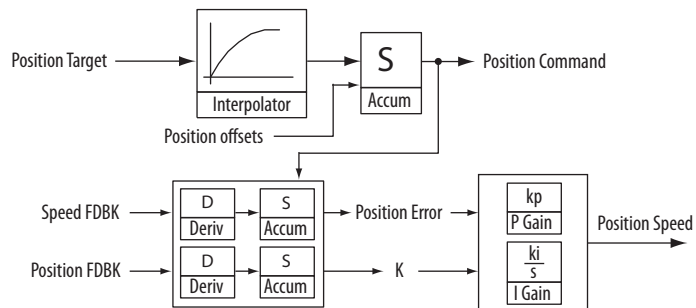 Position Target
Interpolator
S
Accum
Position Command
Position offsets
Speed FDBK
D
Deriv
S
Accum
Position Error
kp
P Gain
Position Speed
Position FDBK
D
Deriv
S
Accum
K
ki
s
I Gain